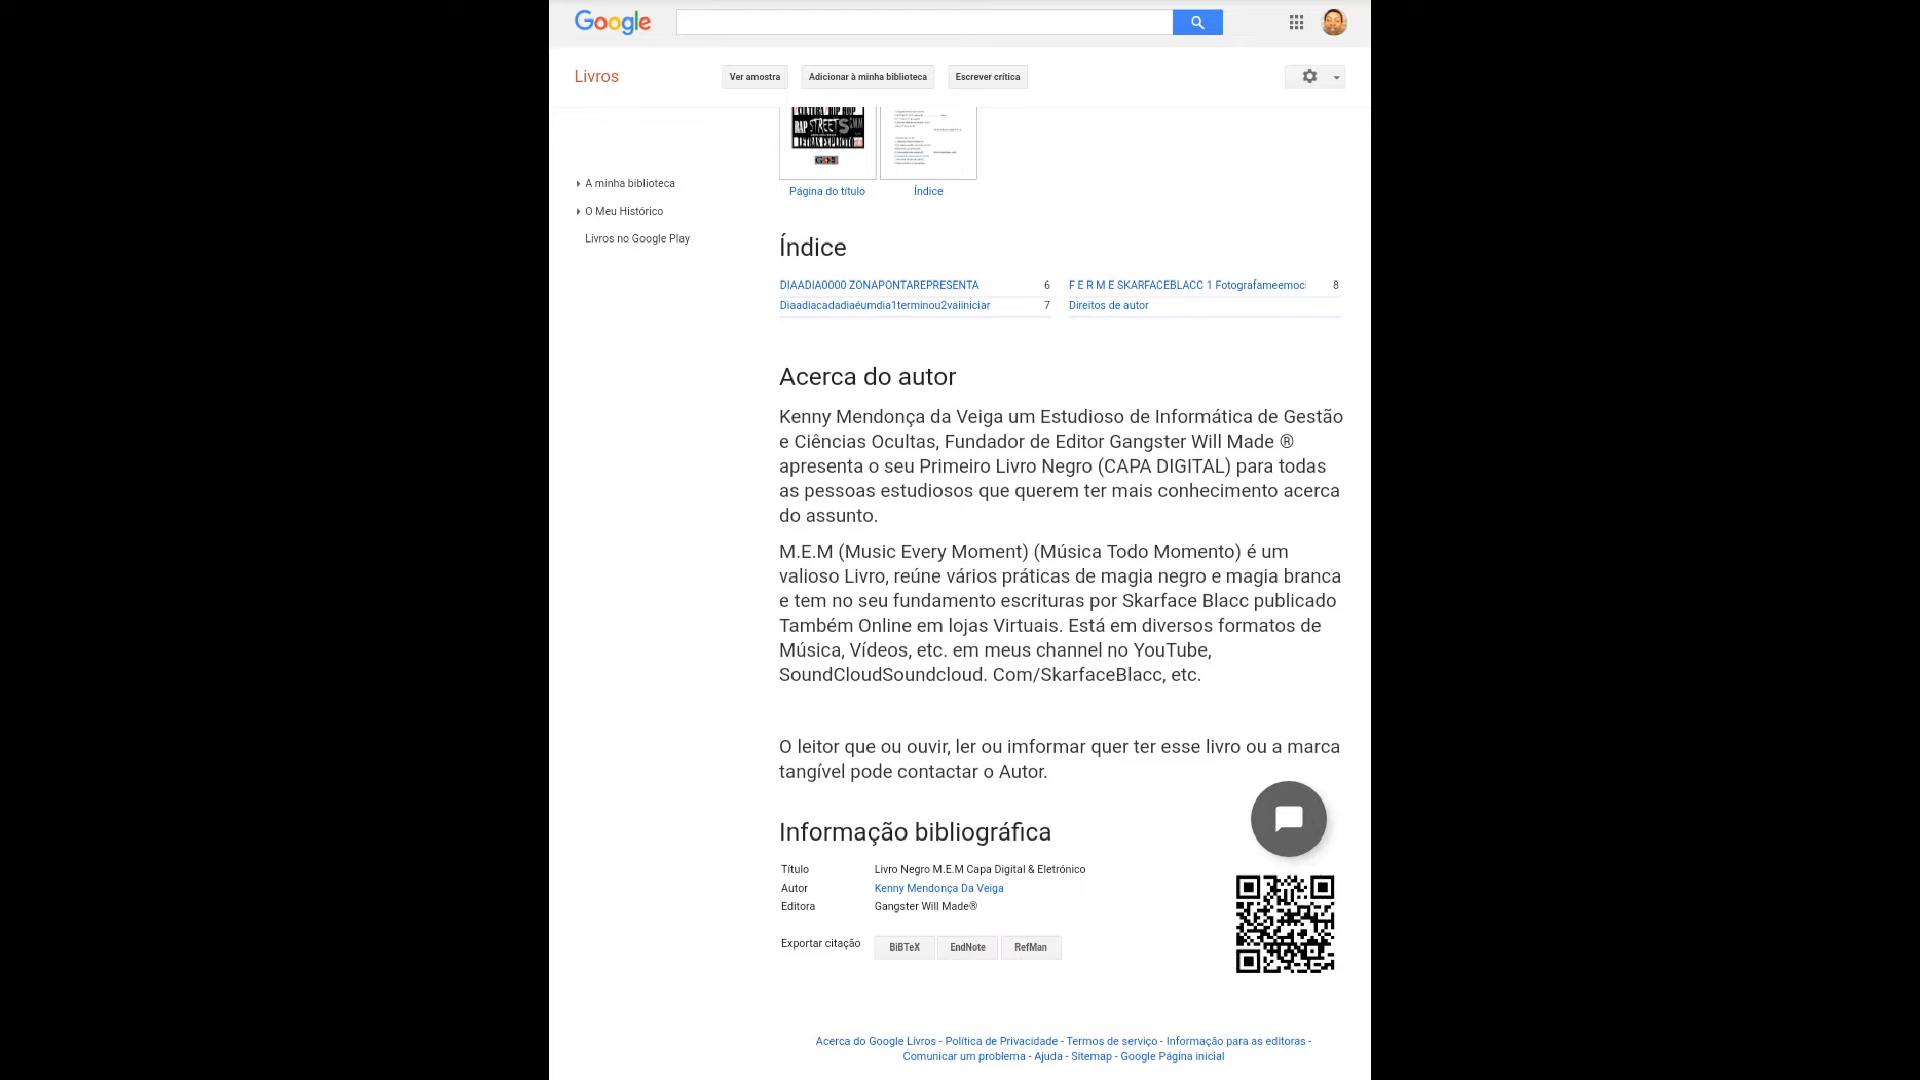 Google
Livros
Ver amostra
Adicionar à minha biblioteca
Escrever crítica
RAP STREETS
LETRAS EXPLICITO
Página do título
Índice
A minha biblioteca
O Meu Histórico
Livros no Google Play
Índice
DIAADIA0000 ZONAPONTAREPRESENTA 6
Diaadiacadadiaéumdia1terminou2vaiiniciar 7
F E R M E SKARFACEBLACC 1 Fotografameemoci 8
Direitos de autor
Acerca do autor
Kenny Mendonça da Veiga um Estudioso de Informática de Gestão
e Ciências Ocultas, Fundador de Editor Gangster Will Made ®
apresenta o seu Primeiro Livro Negro (CAPA DIGITAL) para todas
as pessoas estudiosos que querem ter mais conhecimento acerca
do assunto.
M.E.M (Music Every Moment) (Música Todo Momento) é um
valioso Livro, reúne vários práticas de magia negro e magia branca
e tem no seu fundamento escrituras por Skarface Blacc publicado
Também Online em lojas Virtuais. Está em diversos formatos de
Música, Vídeos, etc. em meus channel no YouTube,
SoundCloudSoundcloud. Com/SkarfaceBlacc, etc.
O leitor que ou ouvir, ler ou imformar quer ter esse livro ou a marca
tangível pode contactar o Autor.
Informação bibliográfica
Título Livro Negro M.E.M Capa Digital & Eletrónico
Autor Kenny Mendonça Da Veiga
Editora Gangster Will Made®
Exportar citação BiBTeX EndNote RefMan
Acerca do Google Livros - Política de Privacidade - Termos de serviço - Informação para as editoras -
Comunicar um problema - Ajuda - Sitemap - Google Página inicial